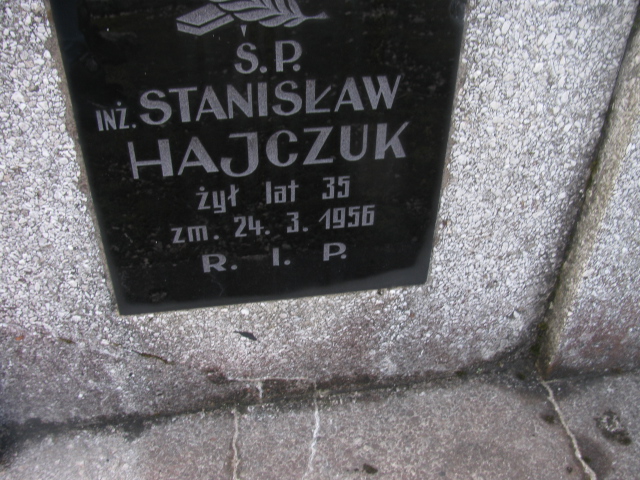 Ś.P.
INŻ. STANISŁAW
HAJCZUK
żył lat 35
zm. 24. 3. 1956
R. I. P.